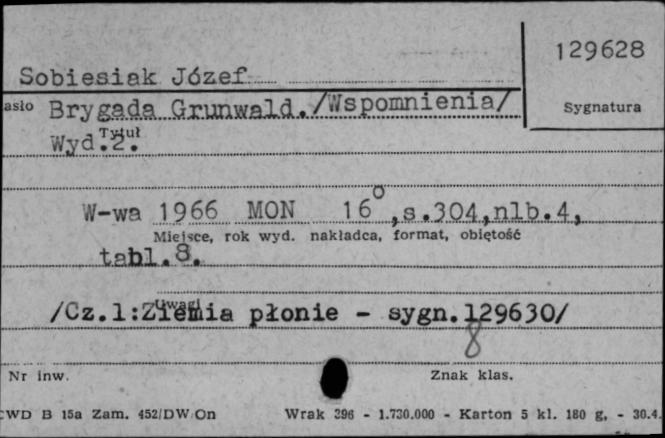 129628
Sobiesiak Józef
asło Brygada Grunwald./Wspomnienia/
Sygnatura
Tytuł
Wyd.2.
W-wa 1966 MON 16°,s.304,nlb.4,
Miejsce, rok wyd. nakładca, format, objętość
tabl.8.
Uwagi
/Cz.1:Ziemia płonie - sygn.129630/
8
Nr inw.
Znak klas.
CWD B 15a Zam. 452/DW/On Wrak 396 - 1.730.000 - Karton 5 kl. 180 g, - 30.4.